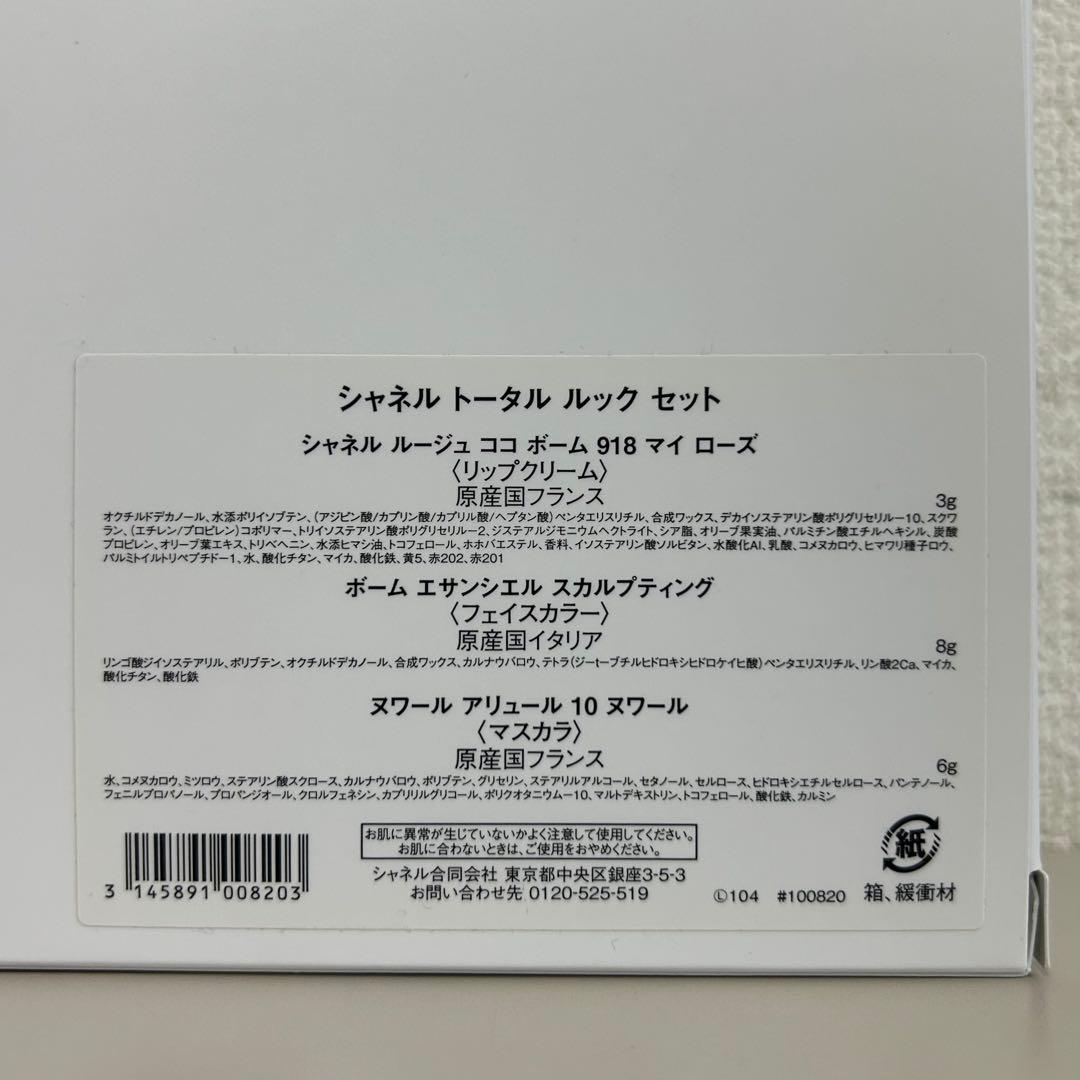 シャネル トータル ルック セット
シャネル ルージュ ココ ボーム 918 マイ ローズ
〈リップクリーム〉
原産国フランス
3g
オクチルドデカノール、水添ポリイソブテン、(アジピン酸/カプリン酸/カプリル酸/ヘプタン酸)ペンタエリスリチル、合成ワックス、デカイソステアリン酸ポリグリセリル-10、スクワ
ラン、(エチレン/プロピレン)コポリマー、トリイソステアリン酸ポリグリセリル-2、ジステアルジモニウムヘクトライト、シア脂、オリーブ果実油、パルミチン酸エチルヘキシル、炭酸
プロピレン、オリーブ葉エキス、トリベヘニン、水添ヒマシ油、トコフェロール、ホホバエステル、香料、イソステアリン酸ソルビタン、水酸化Al、乳酸、コメヌカロウ、ヒマワリ種子ロウ、
パルミトイルトリペプチド-1、水、酸化チタン、マイカ、酸化鉄、黄5、赤202、赤201
ボーム エサンシエル スカルプティング
〈フェイスカラー〉
原産国イタリア
8g
リンゴ酸ジイソステアリル、ポリブテン、オクチルドデカノール、合成ワックス、カルナウバロウ、テトラ(ジ-t-ブチルヒドロキシヒドロケイヒ酸)ペンタエリスリチル、リン酸2Ca、マイカ、
酸化チタン、酸化鉄
ヌワール アリュール 10 ヌワール
〈マスカラ〉
原産国フランス
6g
水、コメヌカロウ、ミツロウ、ステアリン酸スクロース、カルナウバロウ、ポリブテン、グリセリン、ステアリルアルコール、セタノール、セルロース、ヒドロキシエチルセルロース、パンテノール、
フェニルプロパノール、プロパンジオール、クロルフェネシン、カプリリルグリコール、ポリクオタニウム-10、マルトデキストリン、トコフェロール、酸化鉄、カルミン
お肌に異常が生じていないかよく注意して使用してください。
お肌に合わないときは、ご使用をおやめください。
シャネル合同会社 東京都中央区銀座3-5-3
お問い合わせ先 0120-525-519
3 145891 008203
Ⓛ104 #100820
紙
箱、緩衝材